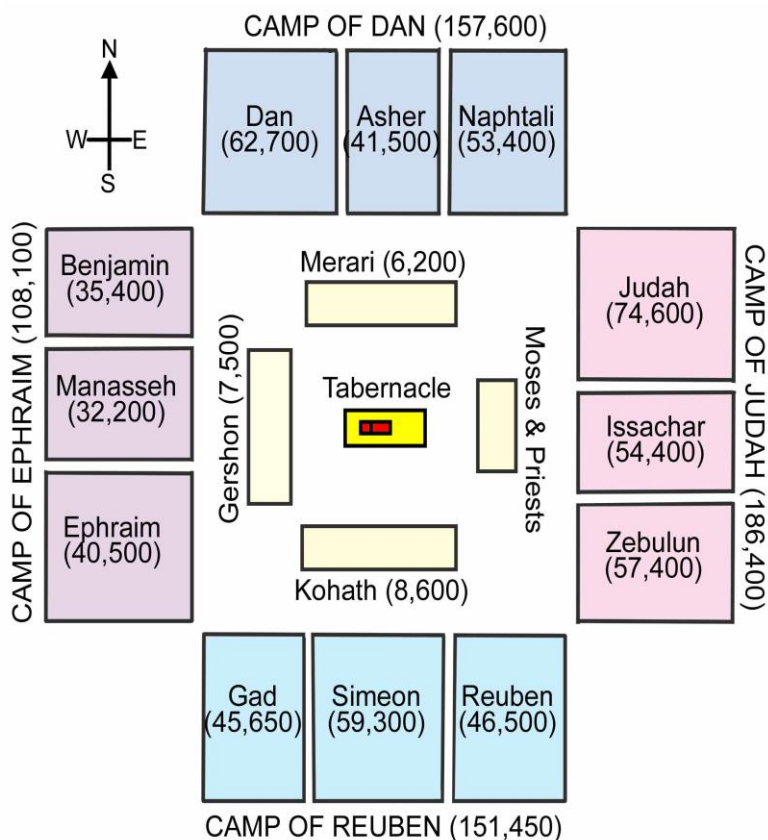 CAMP OF DAN (157,600)
N
W
E
S
Dan
(62,700)
Asher
(41,500)
Naphtali
(53,400)
CAMP OF EPHRAIM (108,100)
Benjamin
(35,400)
Manasseh
(32,200)
Ephraim
(40,500)
Merari (6,200)
Gershon (7,500)
Tabernacle
Moses & Priests
Kohath (8,600)
Judah
(74,600)
Issachar
(54,400)
Zebulun
(57,400)
CAMP OF JUDAH (186,400)
Gad
(45,650)
Simeon
(59,300)
Reuben
(46,500)
CAMP OF REUBEN (151,450)